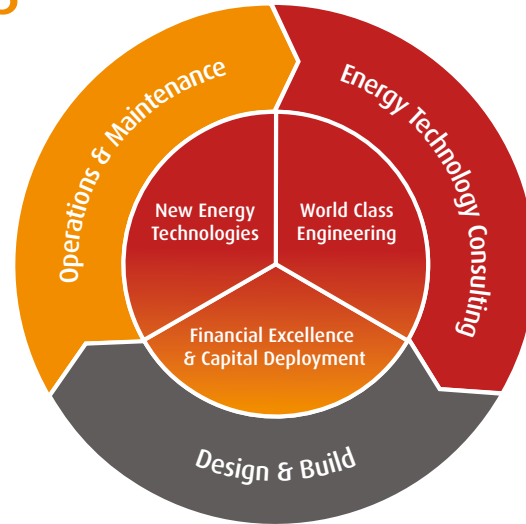 Operations & Maintenance
Energy Technology Consulting
New Energy
Technologies
World Class
Engineering
Financial Excellence
& Capital Deployment
Design & Build